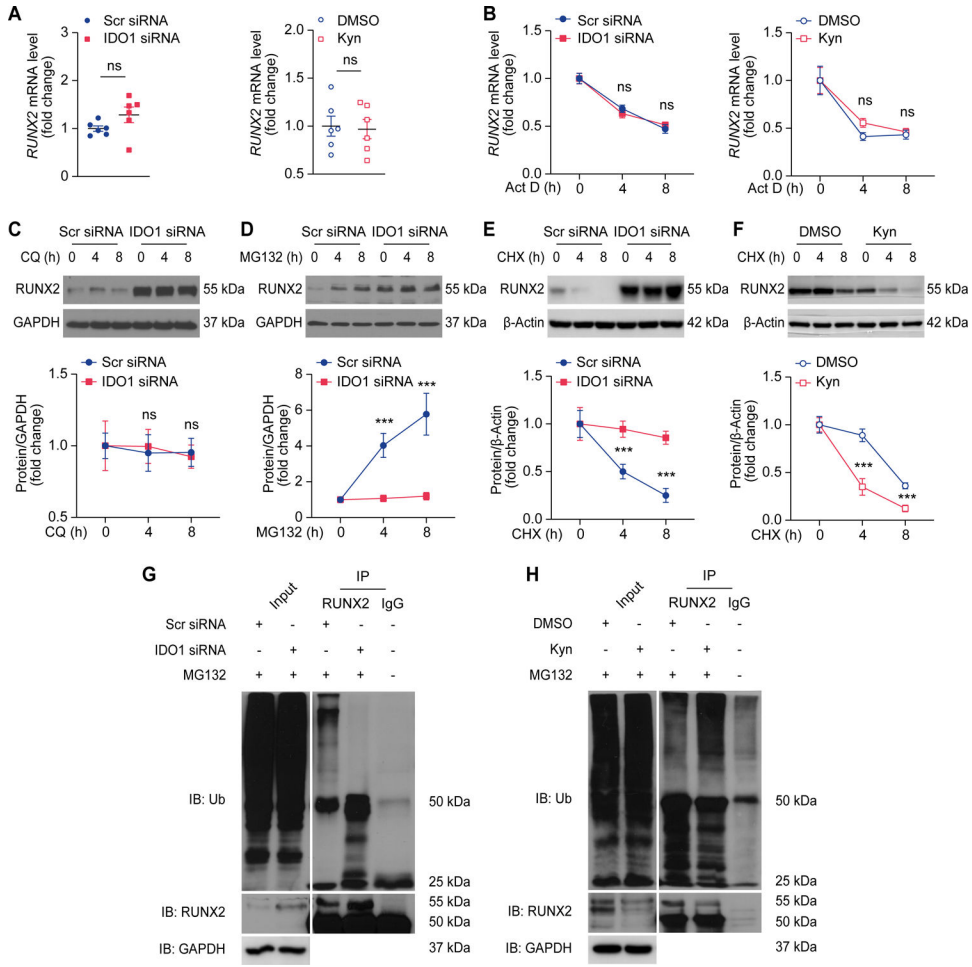 A
Scr siRNA
IDO1 siRNA
RUNX2 mRNA level
(fold change)
3
2
1
0
ns
DMSO
Kyn
RUNX2 mRNA level
(fold change)
2.0
1.5
1.0
0.5
ns
B
Scr siRNA
IDO1 siRNA
RUNX2 mRNA level
(fold change)
1.5
1.0
0.5
0.0
ns
ns
Act D (h)
0 4 8
DMSO
Kyn
RUNX2 mRNA level
(fold change)
1.5
1.0
0.5
0.0
ns
ns
Act D (h)
0 4 8
C
Scr siRNA IDO1 siRNA
CQ (h) 0 4 8 0 4 8
RUNX2 55 kDa
GAPDH 37 kDa
Scr siRNA
IDO1 siRNA
Protein/GAPDH
(fold change)
1.5
1.0
0.5
ns
ns
CQ (h) 0 4 8
D
Scr siRNA IDO1 siRNA
MG132 (h) 0 4 8 0 4 8
RUNX2 55 kDa
GAPDH 37 kDa
Scr siRNA
IDO1 siRNA
Protein/GAPDH
(fold change)
8
6
4
2
0
***
***
MG132 (h) 0 4 8
E
Scr siRNA IDO1 siRNA
CHX (h) 0 4 8 0 4 8
RUNX2 55 kDa
β-Actin 42 kDa
Scr siRNA
IDO1 siRNA
Protein/β-Actin
(fold change)
1.5
1.0
0.5
0.0
***
***
CHX (h) 0 4 8
F
DMSO Kyn
CHX (h) 0 4 8 0 4 8
RUNX2 55 kDa
β-Actin 42 kDa
DMSO
Kyn
Protein/β-Actin
(fold change)
1.5
1.0
0.5
0.0
***
***
CHX (h) 0 4 8
G
IP
Input RUNX2 IgG
Scr siRNA + - + - -
IDO1 siRNA - + - + -
MG132 + + + + -
IB: Ub
50 kDa
25 kDa
IB: RUNX2
55 kDa
50 kDa
IB: GAPDH 37 kDa
H
IP
Input RUNX2 IgG
DMSO + - + - -
Kyn - + - + -
MG132 + + + + -
IB: Ub
50 kDa
25 kDa
IB: RUNX2
55 kDa
50 kDa
IB: GAPDH 37 kDa